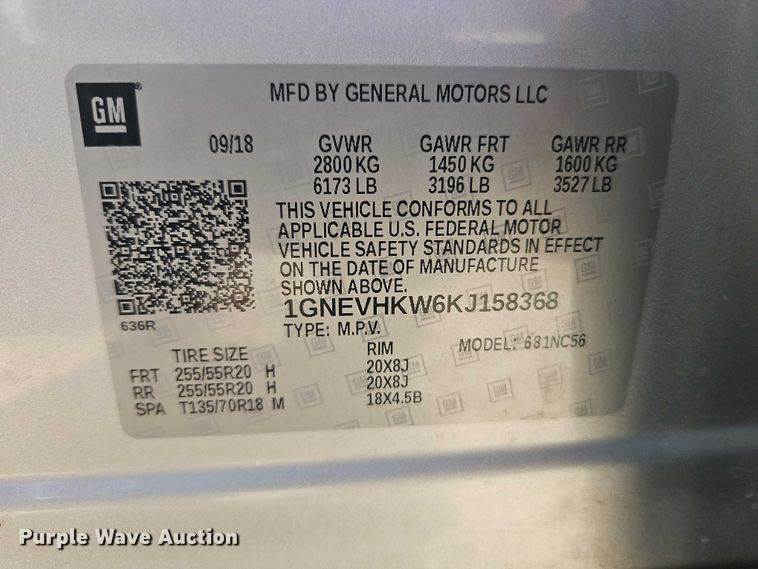 GM
MFD BY GENERAL MOTORS LLC
09/18 GVWR GAWR FRT GAWR RR
2800 KG 1450 KG 1600 KG
6173 LB 3196 LB 3527 LB
THIS VEHICLE CONFORMS TO ALL
APPLICABLE U.S. FEDERAL MOTOR
VEHICLE SAFETY STANDARDS IN EFFECT
ON THE DATE OF MANUFACTURE
SHOWN ABOVE.
1GNEVHKW6KJ158368
636R
TYPE: M.P.V. MODEL: 681NC56
TIRE SIZE RIM
FRT 255/55R20 H 20X8J
RR 255/55R20 H 20X8J
SPA T135/70R18 M 18X4.5B
Purple Wave Auction